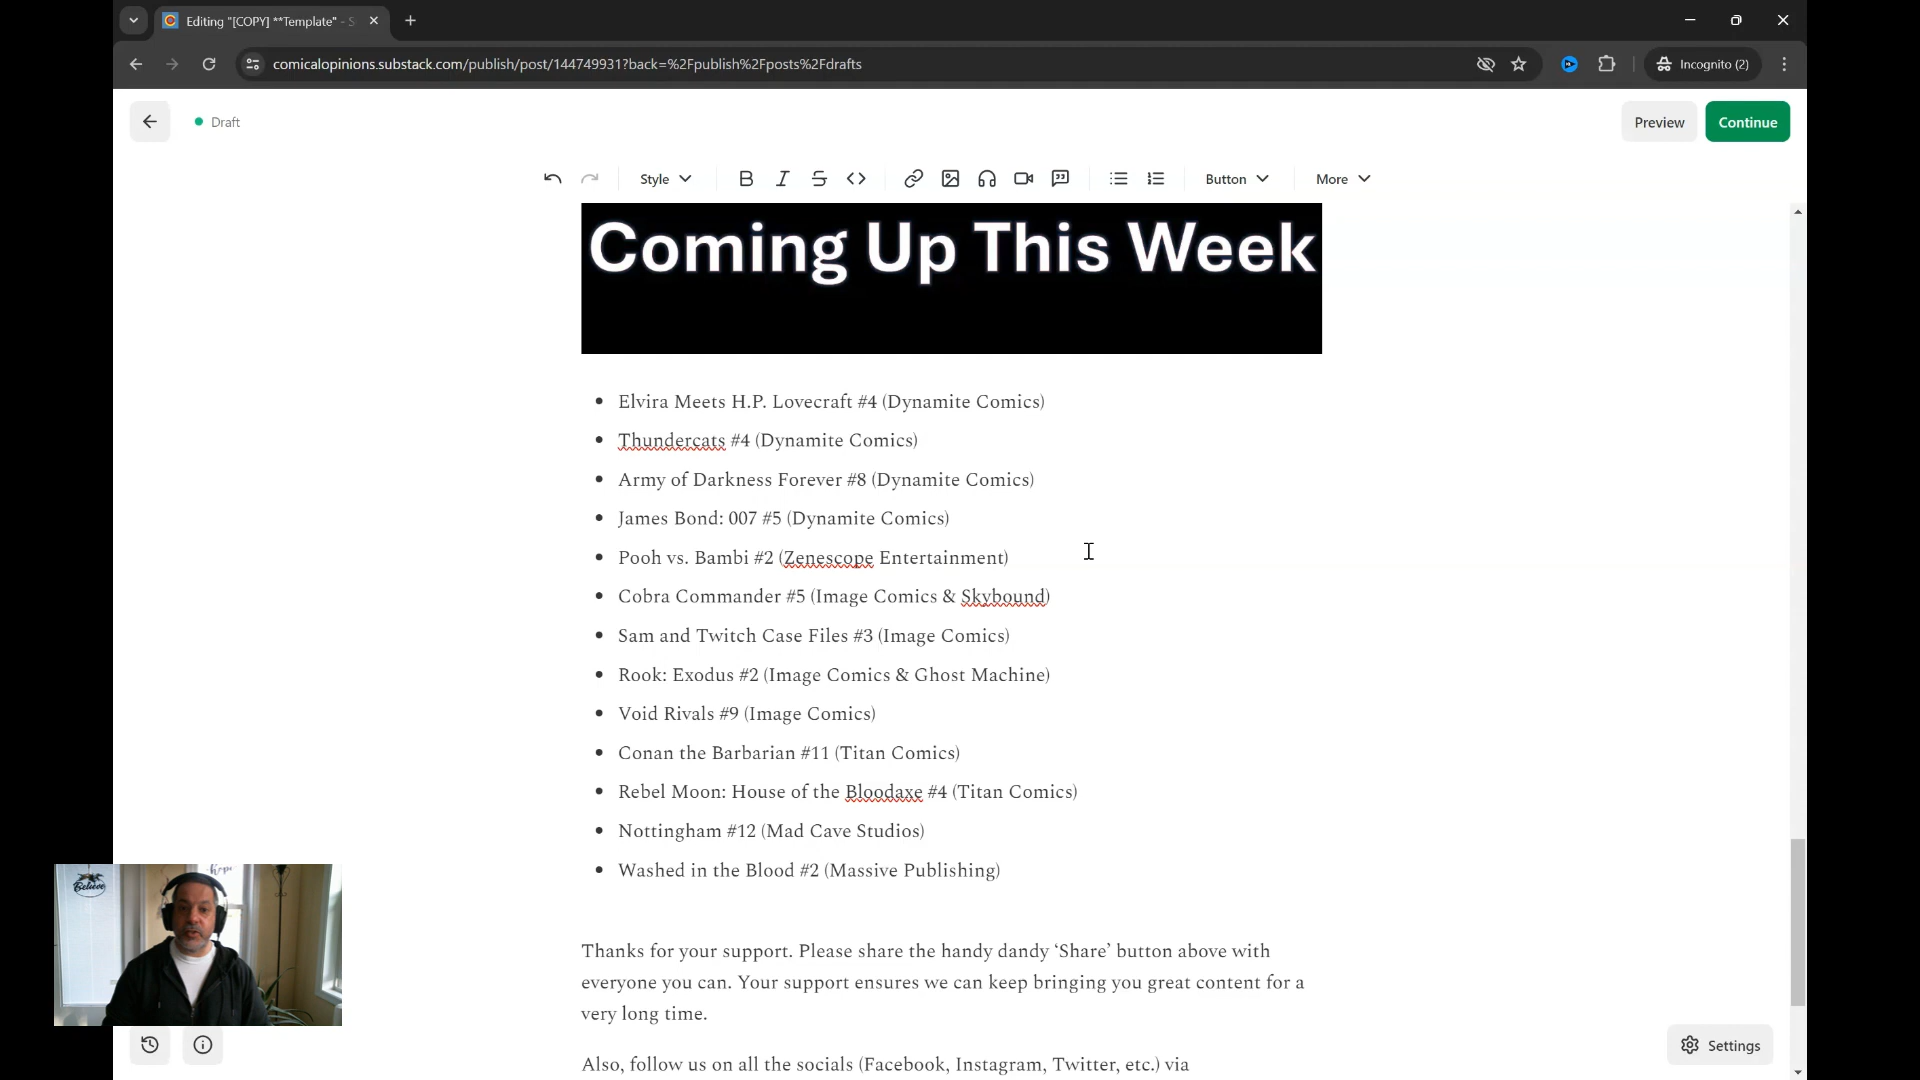 Editing "[COPY] **Template" - S
comicalopinions.substack.com/publish/post/144749931?back=%2Fpublish%2Fposts%2Fdrafts
Incognito (2)
Draft
Preview
Continue
Style
Button
More
Coming Up This Week
Elvira Meets H.P. Lovecraft #4 (Dynamite Comics)
Thundercats #4 (Dynamite Comics)
Army of Darkness Forever #8 (Dynamite Comics)
James Bond: 007 #5 (Dynamite Comics)
Pooh vs. Bambi #2 (Zenescope Entertainment)
Cobra Commander #5 (Image Comics & Skybound)
Sam and Twitch Case Files #3 (Image Comics)
Rook: Exodus #2 (Image Comics & Ghost Machine)
Void Rivals #9 (Image Comics)
Conan the Barbarian #11 (Titan Comics)
Rebel Moon: House of the Bloodaxe #4 (Titan Comics)
Nottingham #12 (Mad Cave Studios)
Washed in the Blood #2 (Massive Publishing)
Thanks for your support. Please share the handy dandy ‘Share’ button above with
everyone you can. Your support ensures we can keep bringing you great content for a
very long time.
Also, follow us on all the socials (Facebook, Instagram, Twitter, etc.) via
Settings
Believe
hope